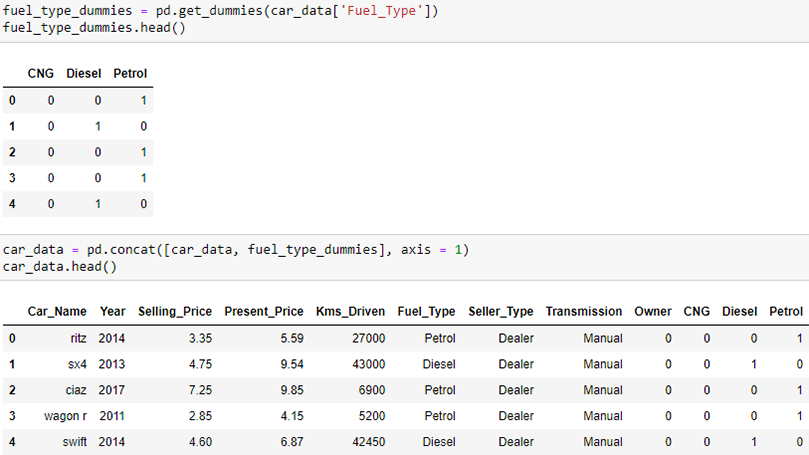 fuel_type_dummies = pd.get_dummies(car_data['Fuel_Type'])
fuel_type_dummies.head()
CNG Diesel Petrol
0 0 0 1
1 0 1 0
2 0 0 1
3 0 0 1
4 0 1 0
car_data = pd.concat([car_data, fuel_type_dummies], axis = 1)
car_data.head()
Car_Name Year Selling_Price Present_Price Kms_Driven Fuel_Type Seller_Type Transmission Owner CNG Diesel Petrol
0 ritz 2014 3.35 5.59 27000 Petrol Dealer Manual 0 0 0 1
1 sx4 2013 4.75 9.54 43000 Diesel Dealer Manual 0 0 1 0
2 ciaz 2017 7.25 9.85 6900 Petrol Dealer Manual 0 0 0 1
3 wagon r 2011 2.85 4.15 5200 Petrol Dealer Manual 0 0 0 1
4 swift 2014 4.60 6.87 42450 Diesel Dealer Manual 0 0 1 0